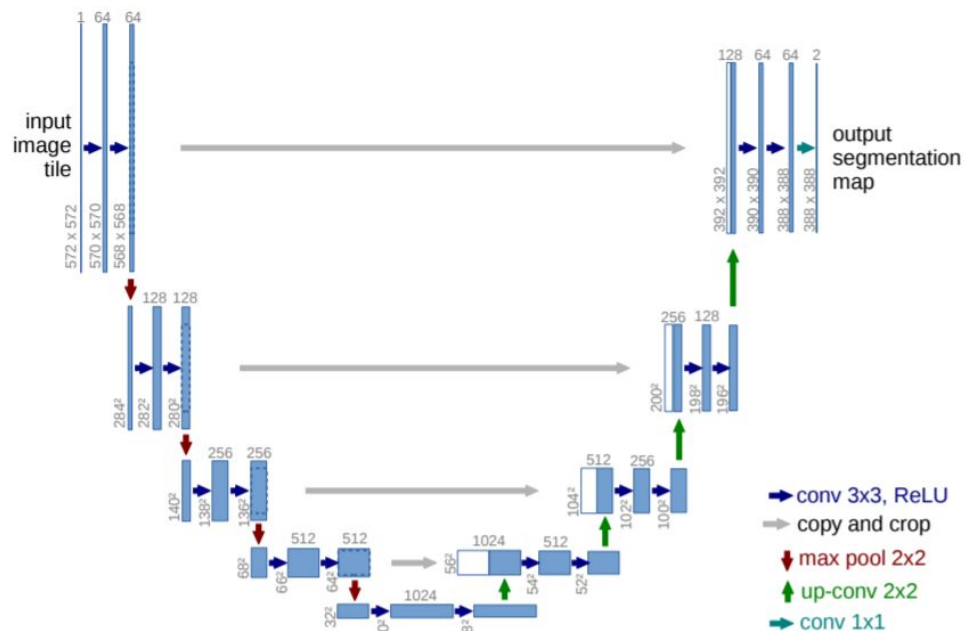 1 64 64
input
image
tile
572 x 572
570 x 570
568 x 568
128 64 64 2
output
segmentation
map
392 x 392
390 x 390
388 x 388
388 x 388
128 128
284²
282²
280²
256 128
200²
198²
196²
256 256
140²
138²
136²
512 256
104²
102²
100²
512 512
68²
66²
64²
1024 512
56²
54²
52²
1024
32²
conv 3x3, ReLU
copy and crop
max pool 2x2
up-conv 2x2
conv 1x1